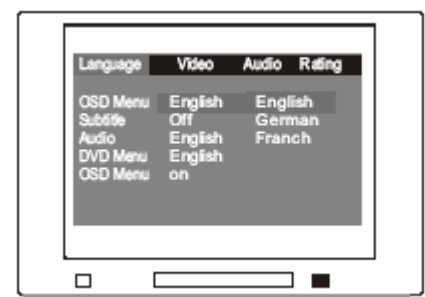 Language Video Audio Rating
OSD Menu English English
Subtitle Off German
Audio English Franch
DVD Menu English
OSD Menu on